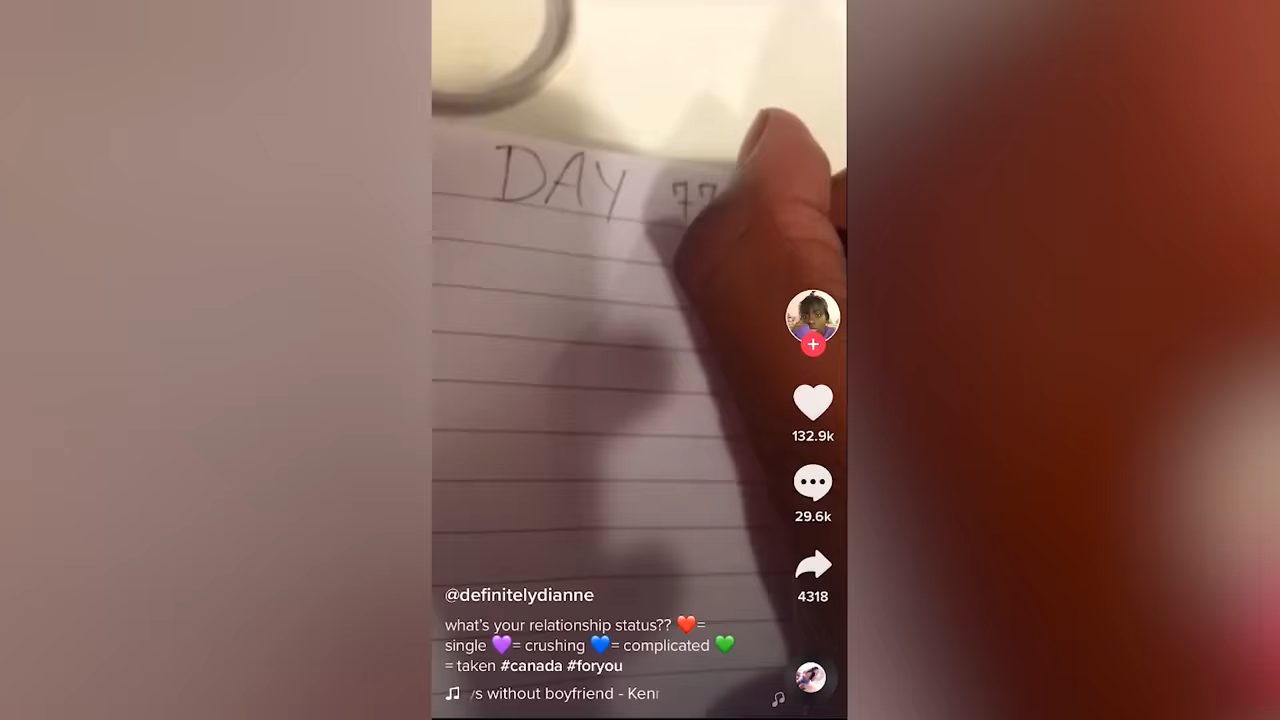 DAY 77
132.9k
29.6k
4318
@definitelydianne
what's your relationship status?? ❤️=
single 💜= crushing 💙= complicated 💚
= taken #canada #foryou
/s without boyfriend - Ken